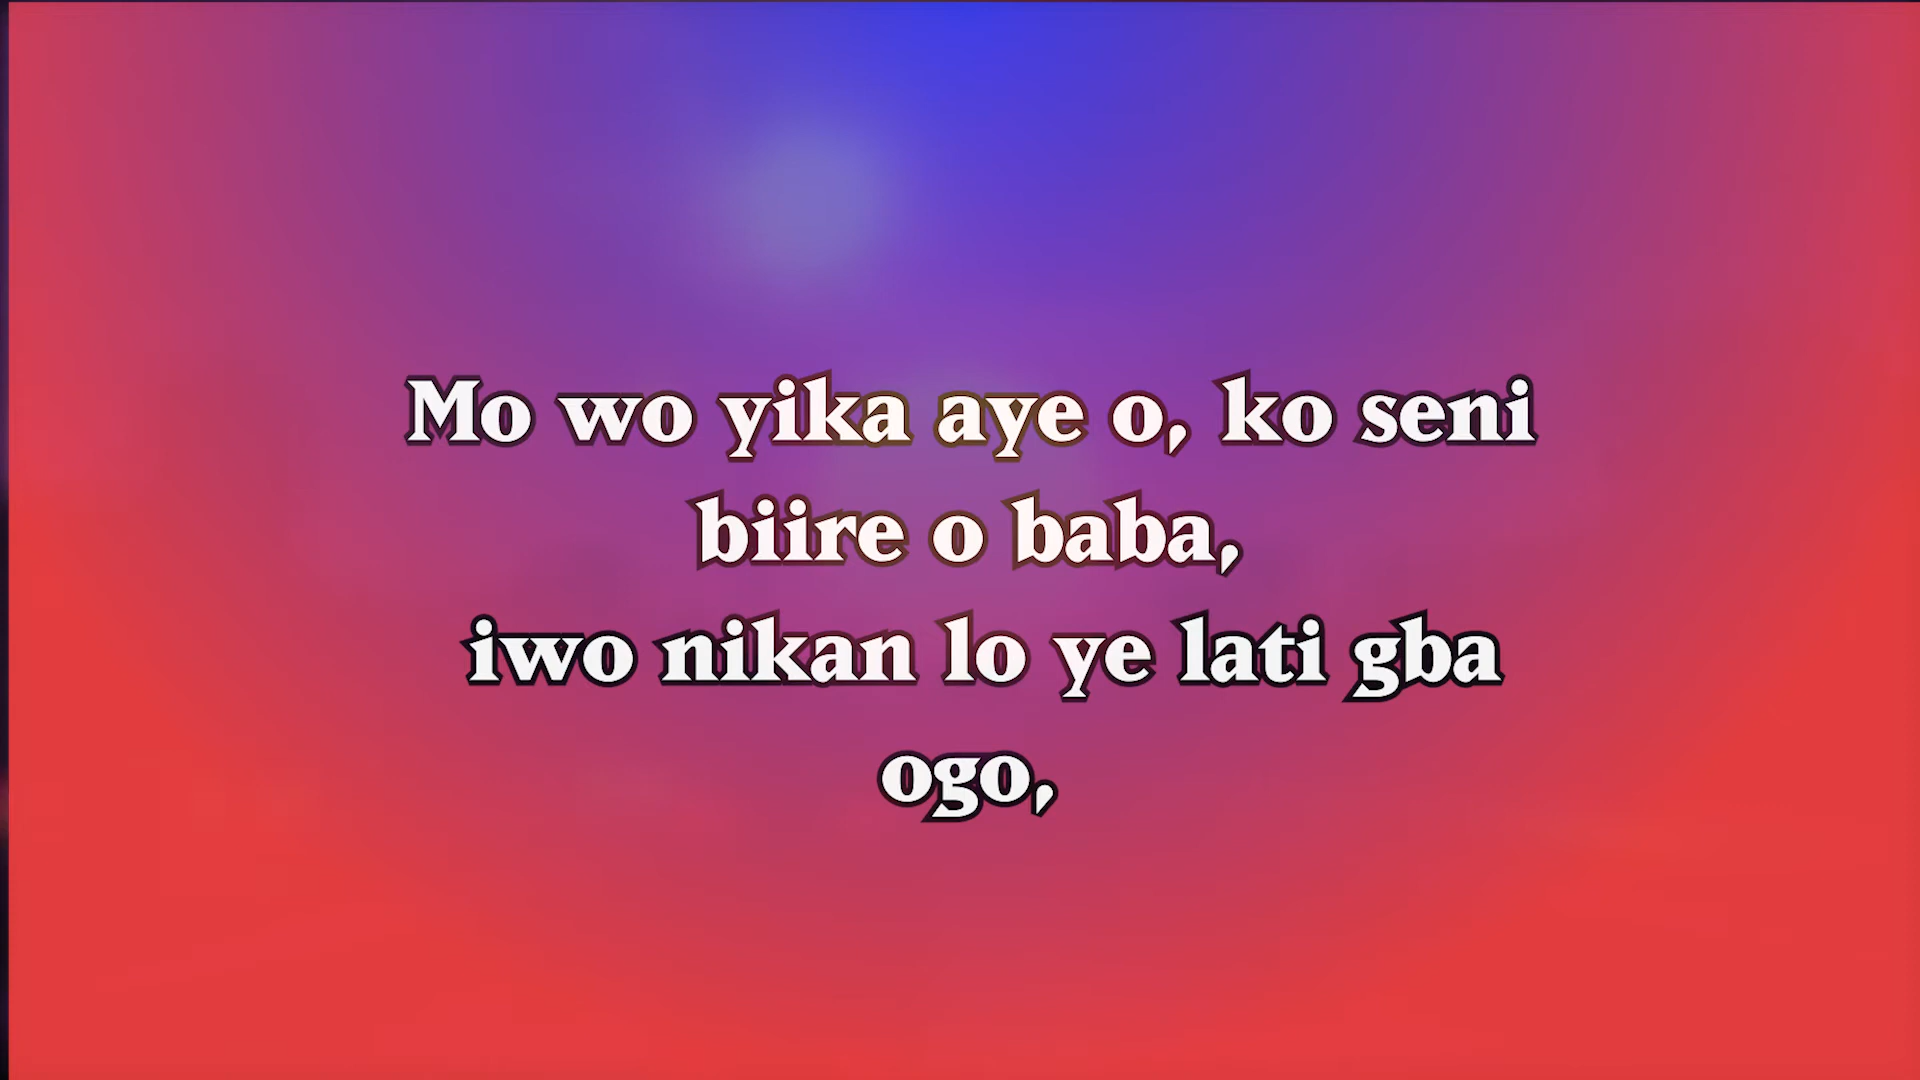 Mo wo yika aye o, ko seni
biire o baba,
iwo nikan lo ye lati gba
ogo,